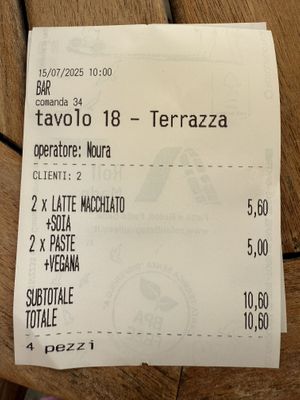 15/07/2025 10:00
BAR
comanda 34
tavolo 18 - Terrazza
operatore: Noura
CLIENTI: 2
2 x LATTE MACCHIATO 5,60
+SOIA
2 x PASTE 5,00
+VEGANA
SUBTOTALE 10,60
TOTALE 10,60
4 pezzi